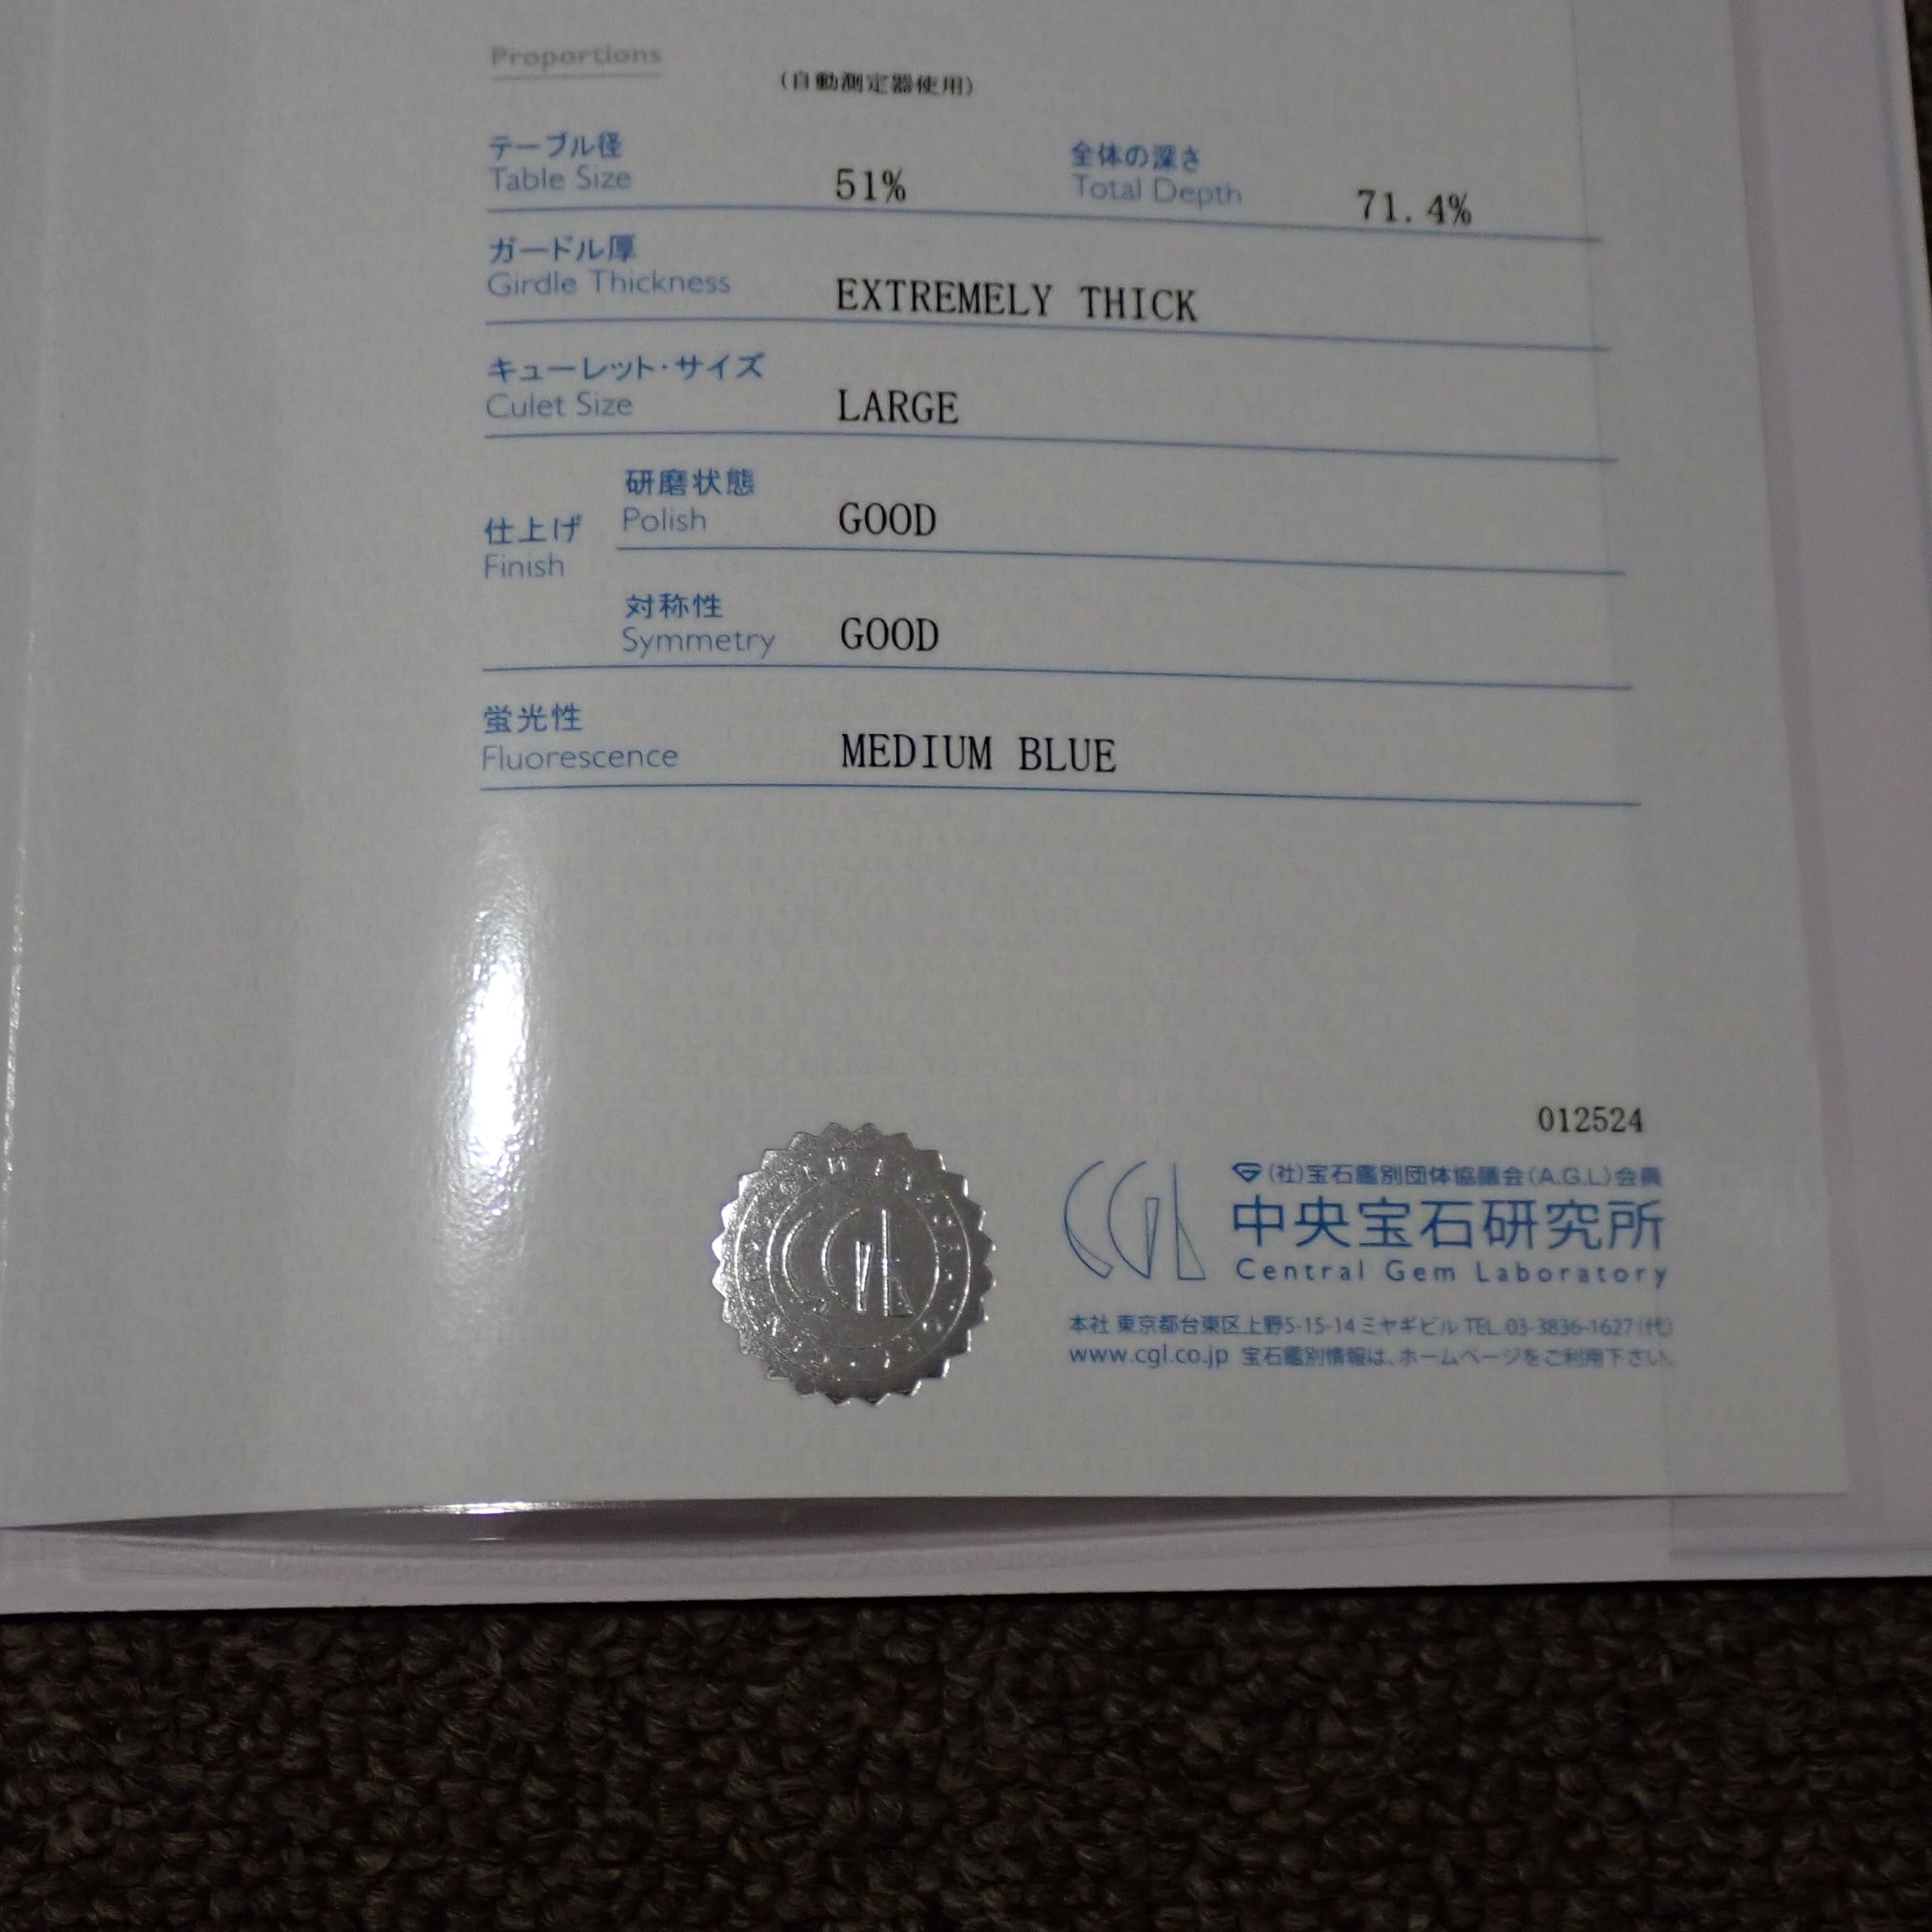 Proportions
(自動測定器使用)
テーブル径
Table Size 51%
全体の深さ
Total Depth 71.4%
ガードル厚
Girdle Thickness EXTREMELY THICK
キューレット・サイズ
Culet Size LARGE
仕上げ
Finish
研磨状態
Polish GOOD
対称性
Symmetry GOOD
蛍光性
Fluorescence MEDIUM BLUE
012524
(社)宝石鑑別団体協議会(A.G.L)会員
CGL
中央宝石研究所
Central Gem Laboratory
本社 東京都台東区上野5-15-14 ミヤギビル TEL. 03-3836-1627(代)
www.cgl.co.jp 宝石鑑別情報は、ホームページをご利用下さい。
CGL